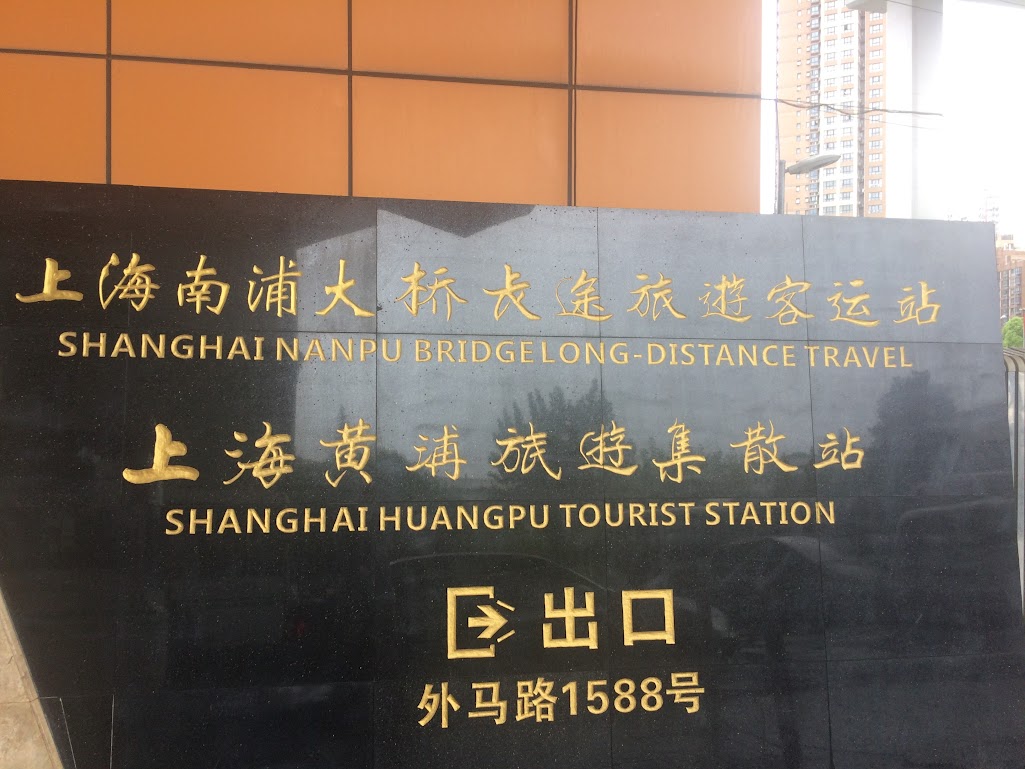 上海南浦大桥长途旅遊客运站
SHANGHAI NANPU BRIDGE LONG-DISTANCE TRAVEL
上海黄浦旅遊集散站
SHANGHAI HUANGPU TOURIST STATION
出口
外马路1588号